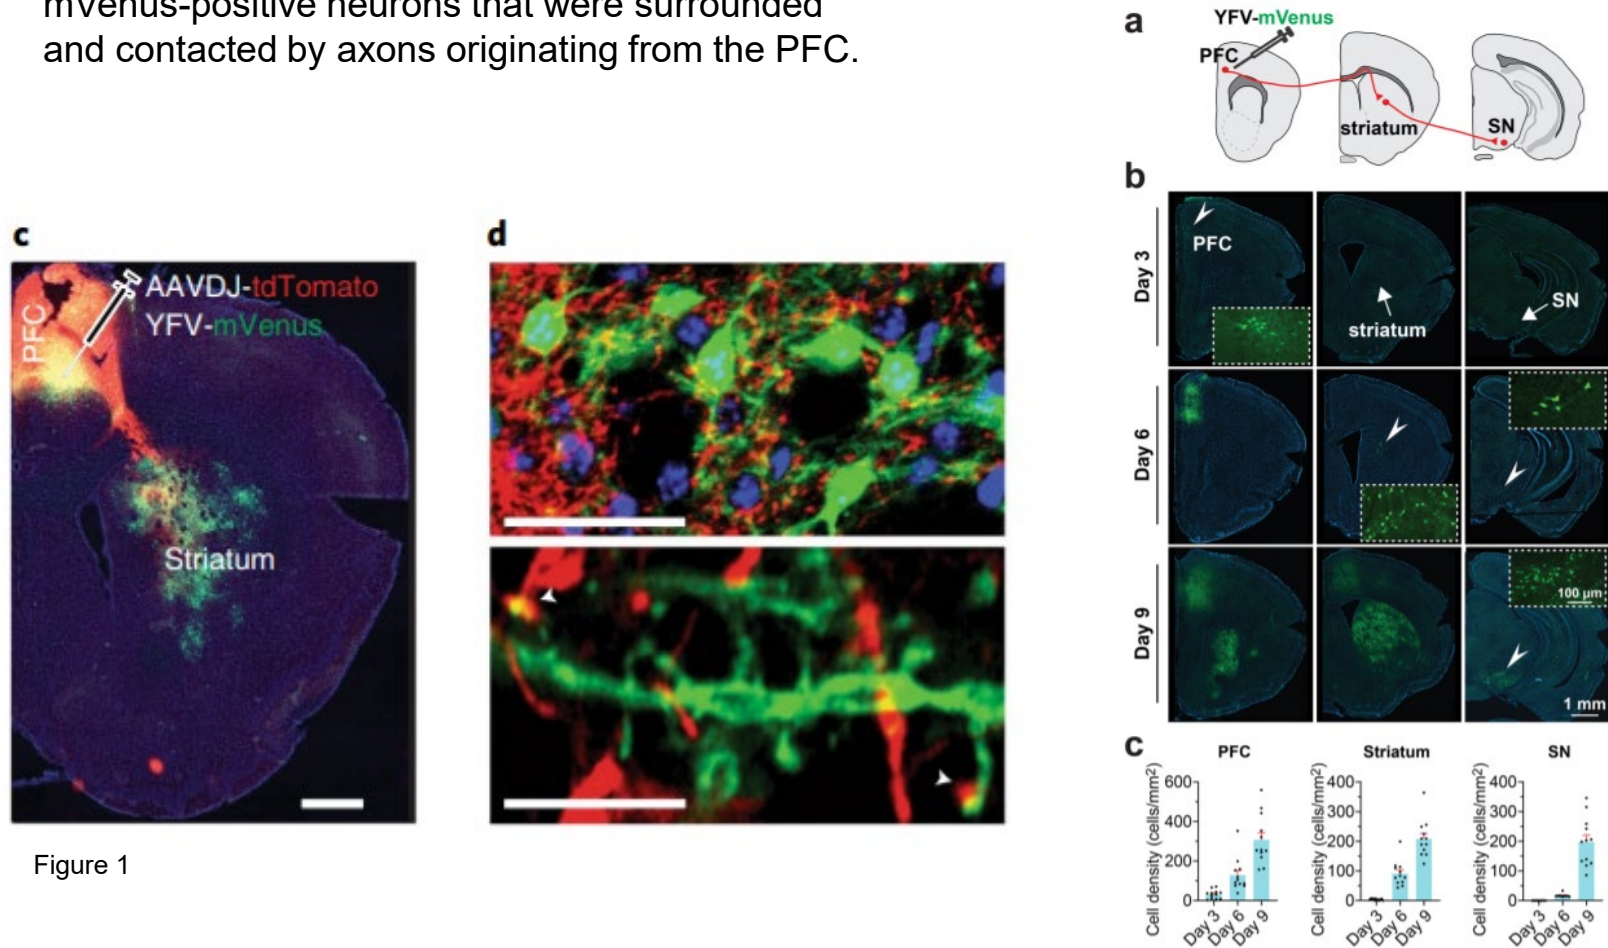 mVenus-positive neurons that were surrounded
and contacted by axons originating from the PFC.
c
AAVDJ-tdTomato
YFV-mVenus
PFC
Striatum
d
Figure 1
a
YFV-mVenus
PFC
striatum
SN
b
Day 3
PFC
striatum
SN
Day 6
Day 9
100 µm
1 mm
c
PFC
Cell density (cells/mm²)
600
400
200
0
Day 3
Day 6
Day 9
Striatum
Cell density (cells/mm²)
400
300
200
100
0
Day 3
Day 6
Day 9
SN
Cell density (cells/mm²)
400
300
200
100
0
Day 3
Day 6
Day 9